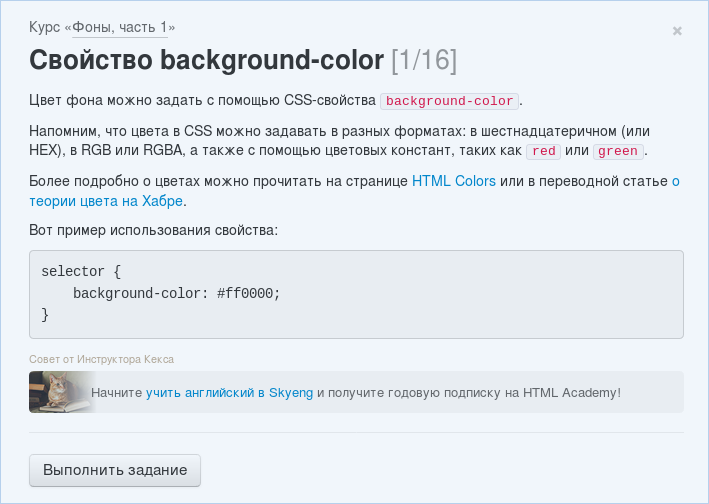 Курс «Фоны, часть 1»
×
Свойство background-color [1/16]
Цвет фона можно задать с помощью CSS-свойства background-color.
Напомним, что цвета в CSS можно задавать в разных форматах: в шестнадцатеричном (или
HEX), в RGB или RGBA, а также с помощью цветовых констант, таких как red или green.
Более подробно о цветах можно прочитать на странице HTML Colors или в переводной статье о
теории цвета на Хабре.
Вот пример использования свойства:
selector {
    background-color: #ff0000;
}
Совет от Инструктора Кекса
Начните учить английский в Skyeng и получите годовую подписку на HTML Academy!
Выполнить задание